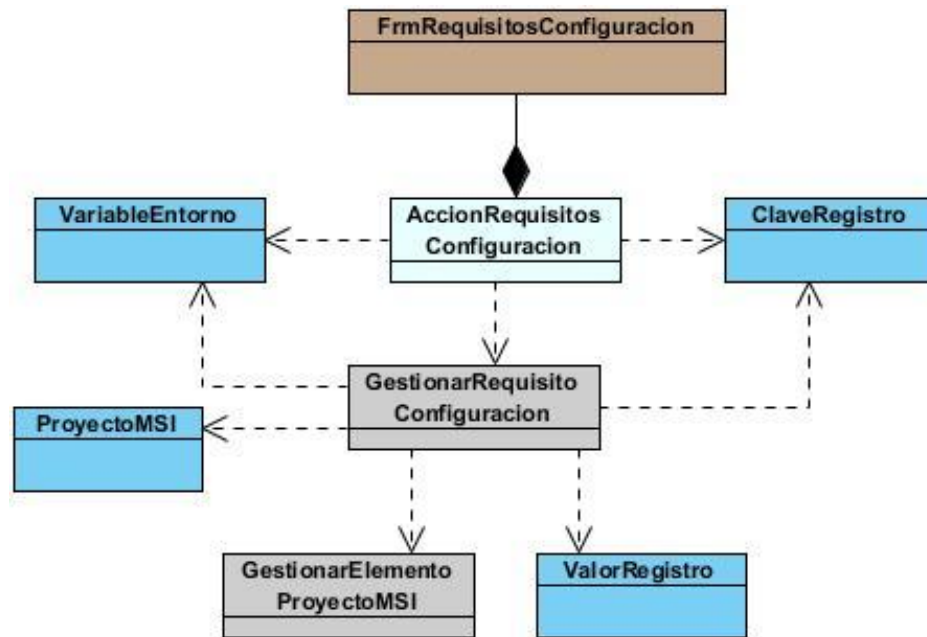 FrmRequisitosConfiguracion
VariableEntorno
AccionRequisitos
Configuracion
ClaveRegistro
GestionarRequisito
Configuracion
ProyectoMSI
GestionarElemento
ProyectoMSI
ValorRegistro